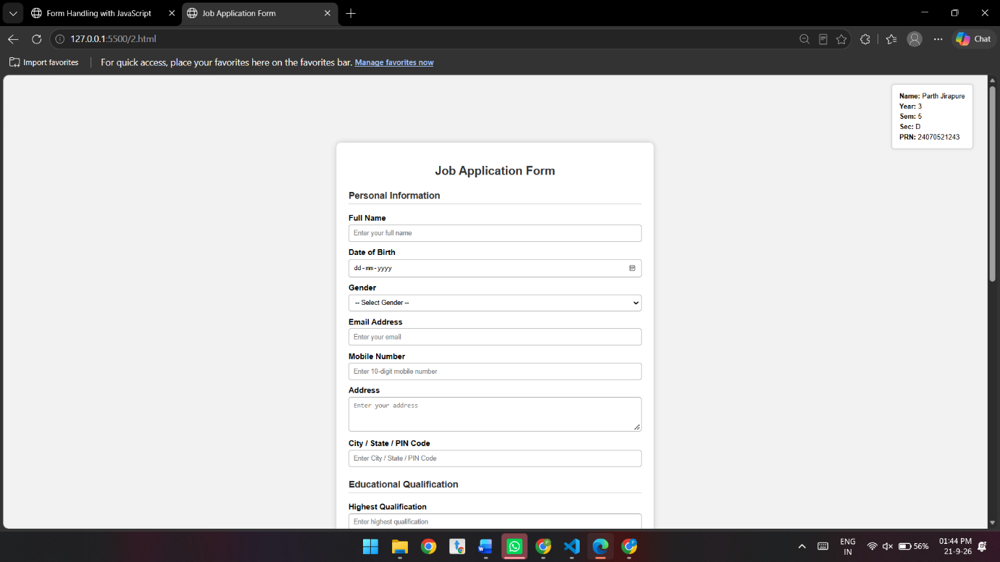 Form Handling with JavaScript
Job Application Form
127.0.0.1:5500/2.html
Chat
Import favorites
For quick access, place your favorites here on the favorites bar. Manage favorites now
Name: Parth Jirapure
Year: 3
Sem: 5
Sec: D
PRN: 24070521243
Job Application Form
Personal Information
Full Name
Enter your full name
Date of Birth
dd-mm-yyyy
Gender
-- Select Gender --
Email Address
Enter your email
Mobile Number
Enter 10-digit mobile number
Address
Enter your address
City / State / PIN Code
Enter City / State / PIN Code
Educational Qualification
Highest Qualification
Enter highest qualification
ENG
IN
56%
01:44 PM
21-9-26